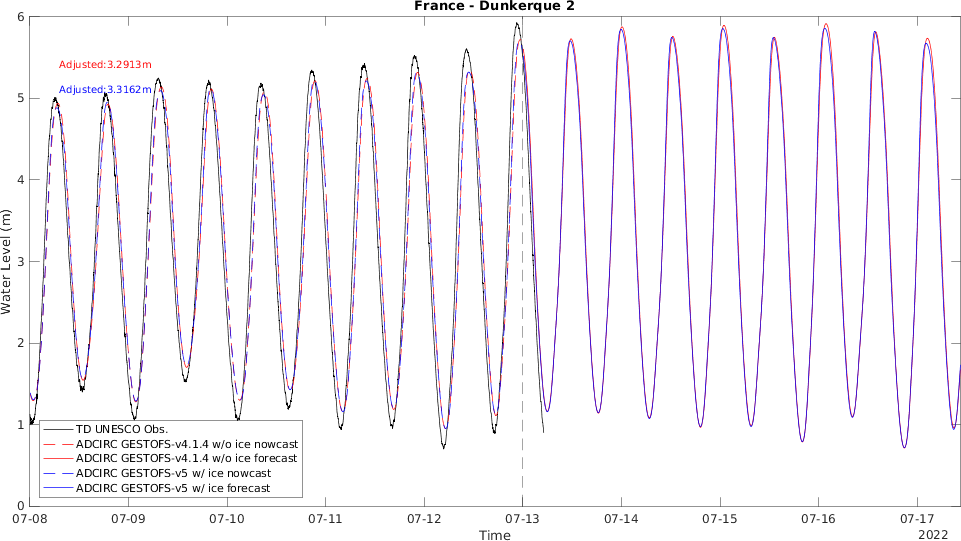 France - Dunkerque 2
6
5
4
3
2
1
0
Water Level (m)
Adjusted:3.2913m
Adjusted:3.3162m
TD UNESCO Obs.
ADCIRC GESTOFS-v4.1.4 w/o ice nowcast
ADCIRC GESTOFS-v4.1.4 w/o ice forecast
ADCIRC GESTOFS-v5 w/ ice nowcast
ADCIRC GESTOFS-v5 w/ ice forecast
07-08 07-09 07-10 07-11 07-12 07-13 07-14 07-15 07-16 07-17
Time
2022